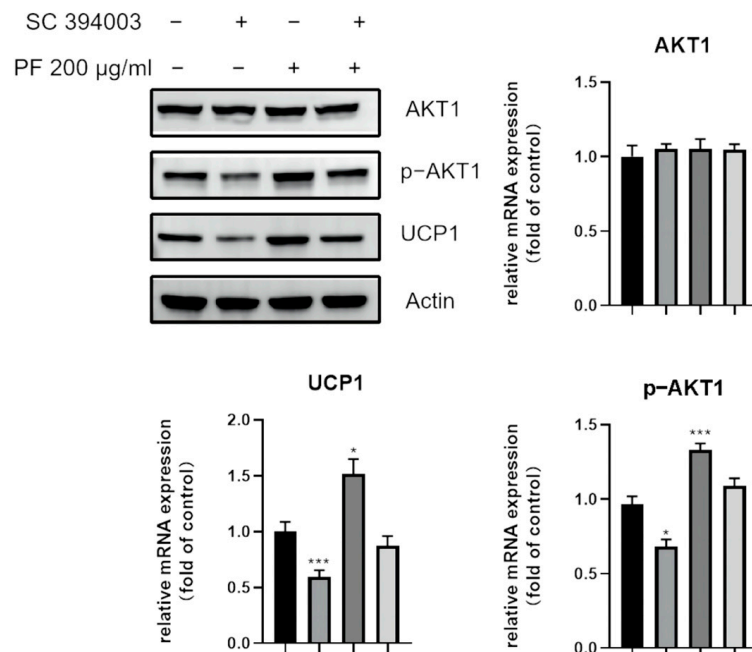 SC 394003 − + − +
PF 200 μg/ml − − + +
AKT1
p−AKT1
UCP1
Actin
AKT1
relative mRNA expression
(fold of control)
1.5
1.0
0.5
0.0
UCP1
relative mRNA expression
(fold of control)
2.0
1.5
1.0
0.5
0.0
***
*
p−AKT1
relative mRNA expression
(fold of control)
1.5
1.0
0.5
0.0
*
***